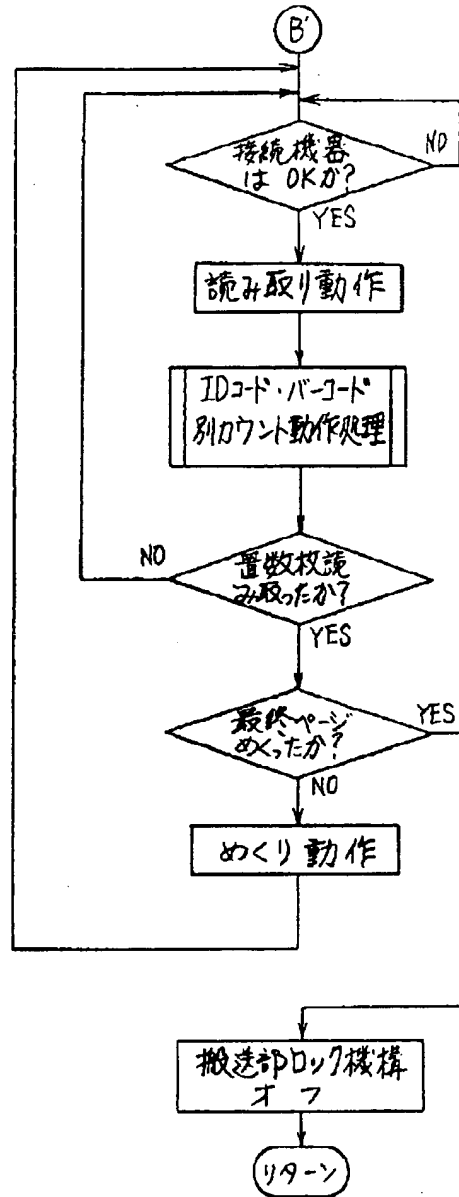 B'
接続機器
は OKか?
NO
YES
読み取り動作
IDコード・バーコード
別カウント動作処理
NO
置数枚読
み取ったか?
YES
最終ページ
めくったか?
YES
NO
めくり動作
搬送部ロック機構
オフ
リターン